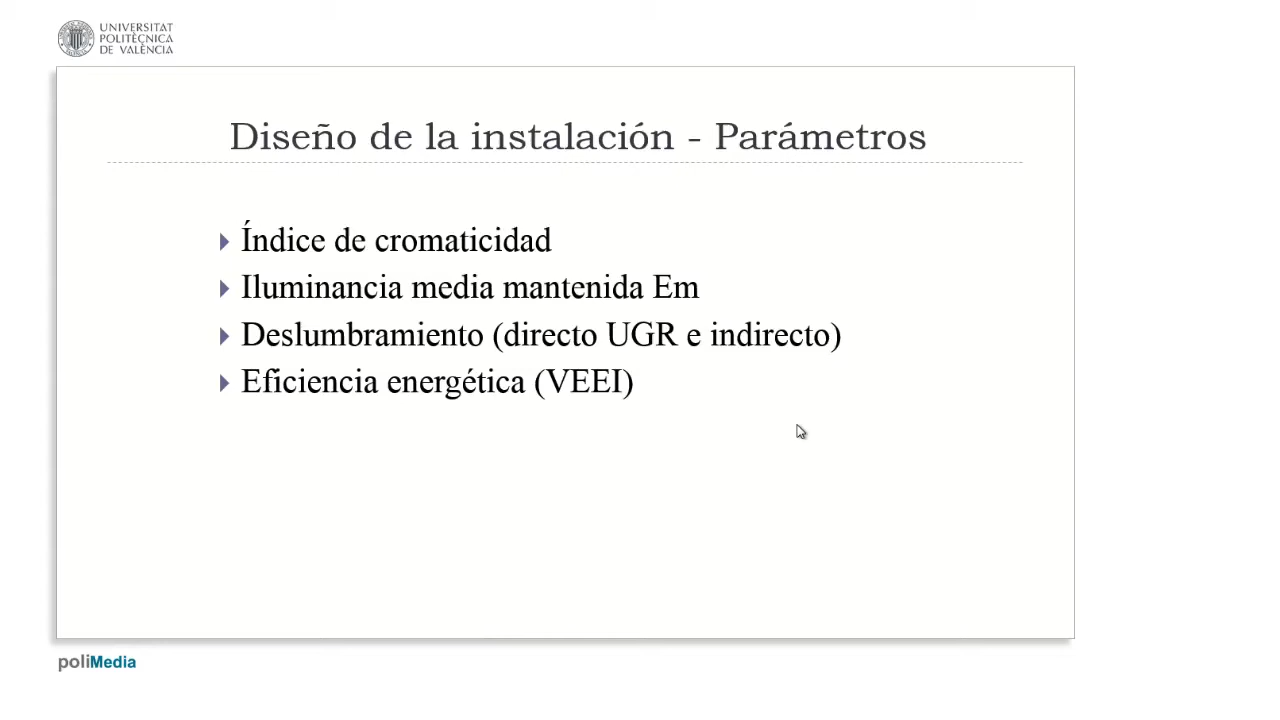 UNIVERSITAT
POLITÈCNICA
DE VALÈNCIA
Diseño de la instalación - Parámetros
Índice de cromaticidad
Iluminancia media mantenida Em
Deslumbramiento (directo UGR e indirecto)
Eficiencia energética (VEEI)
poliMedia